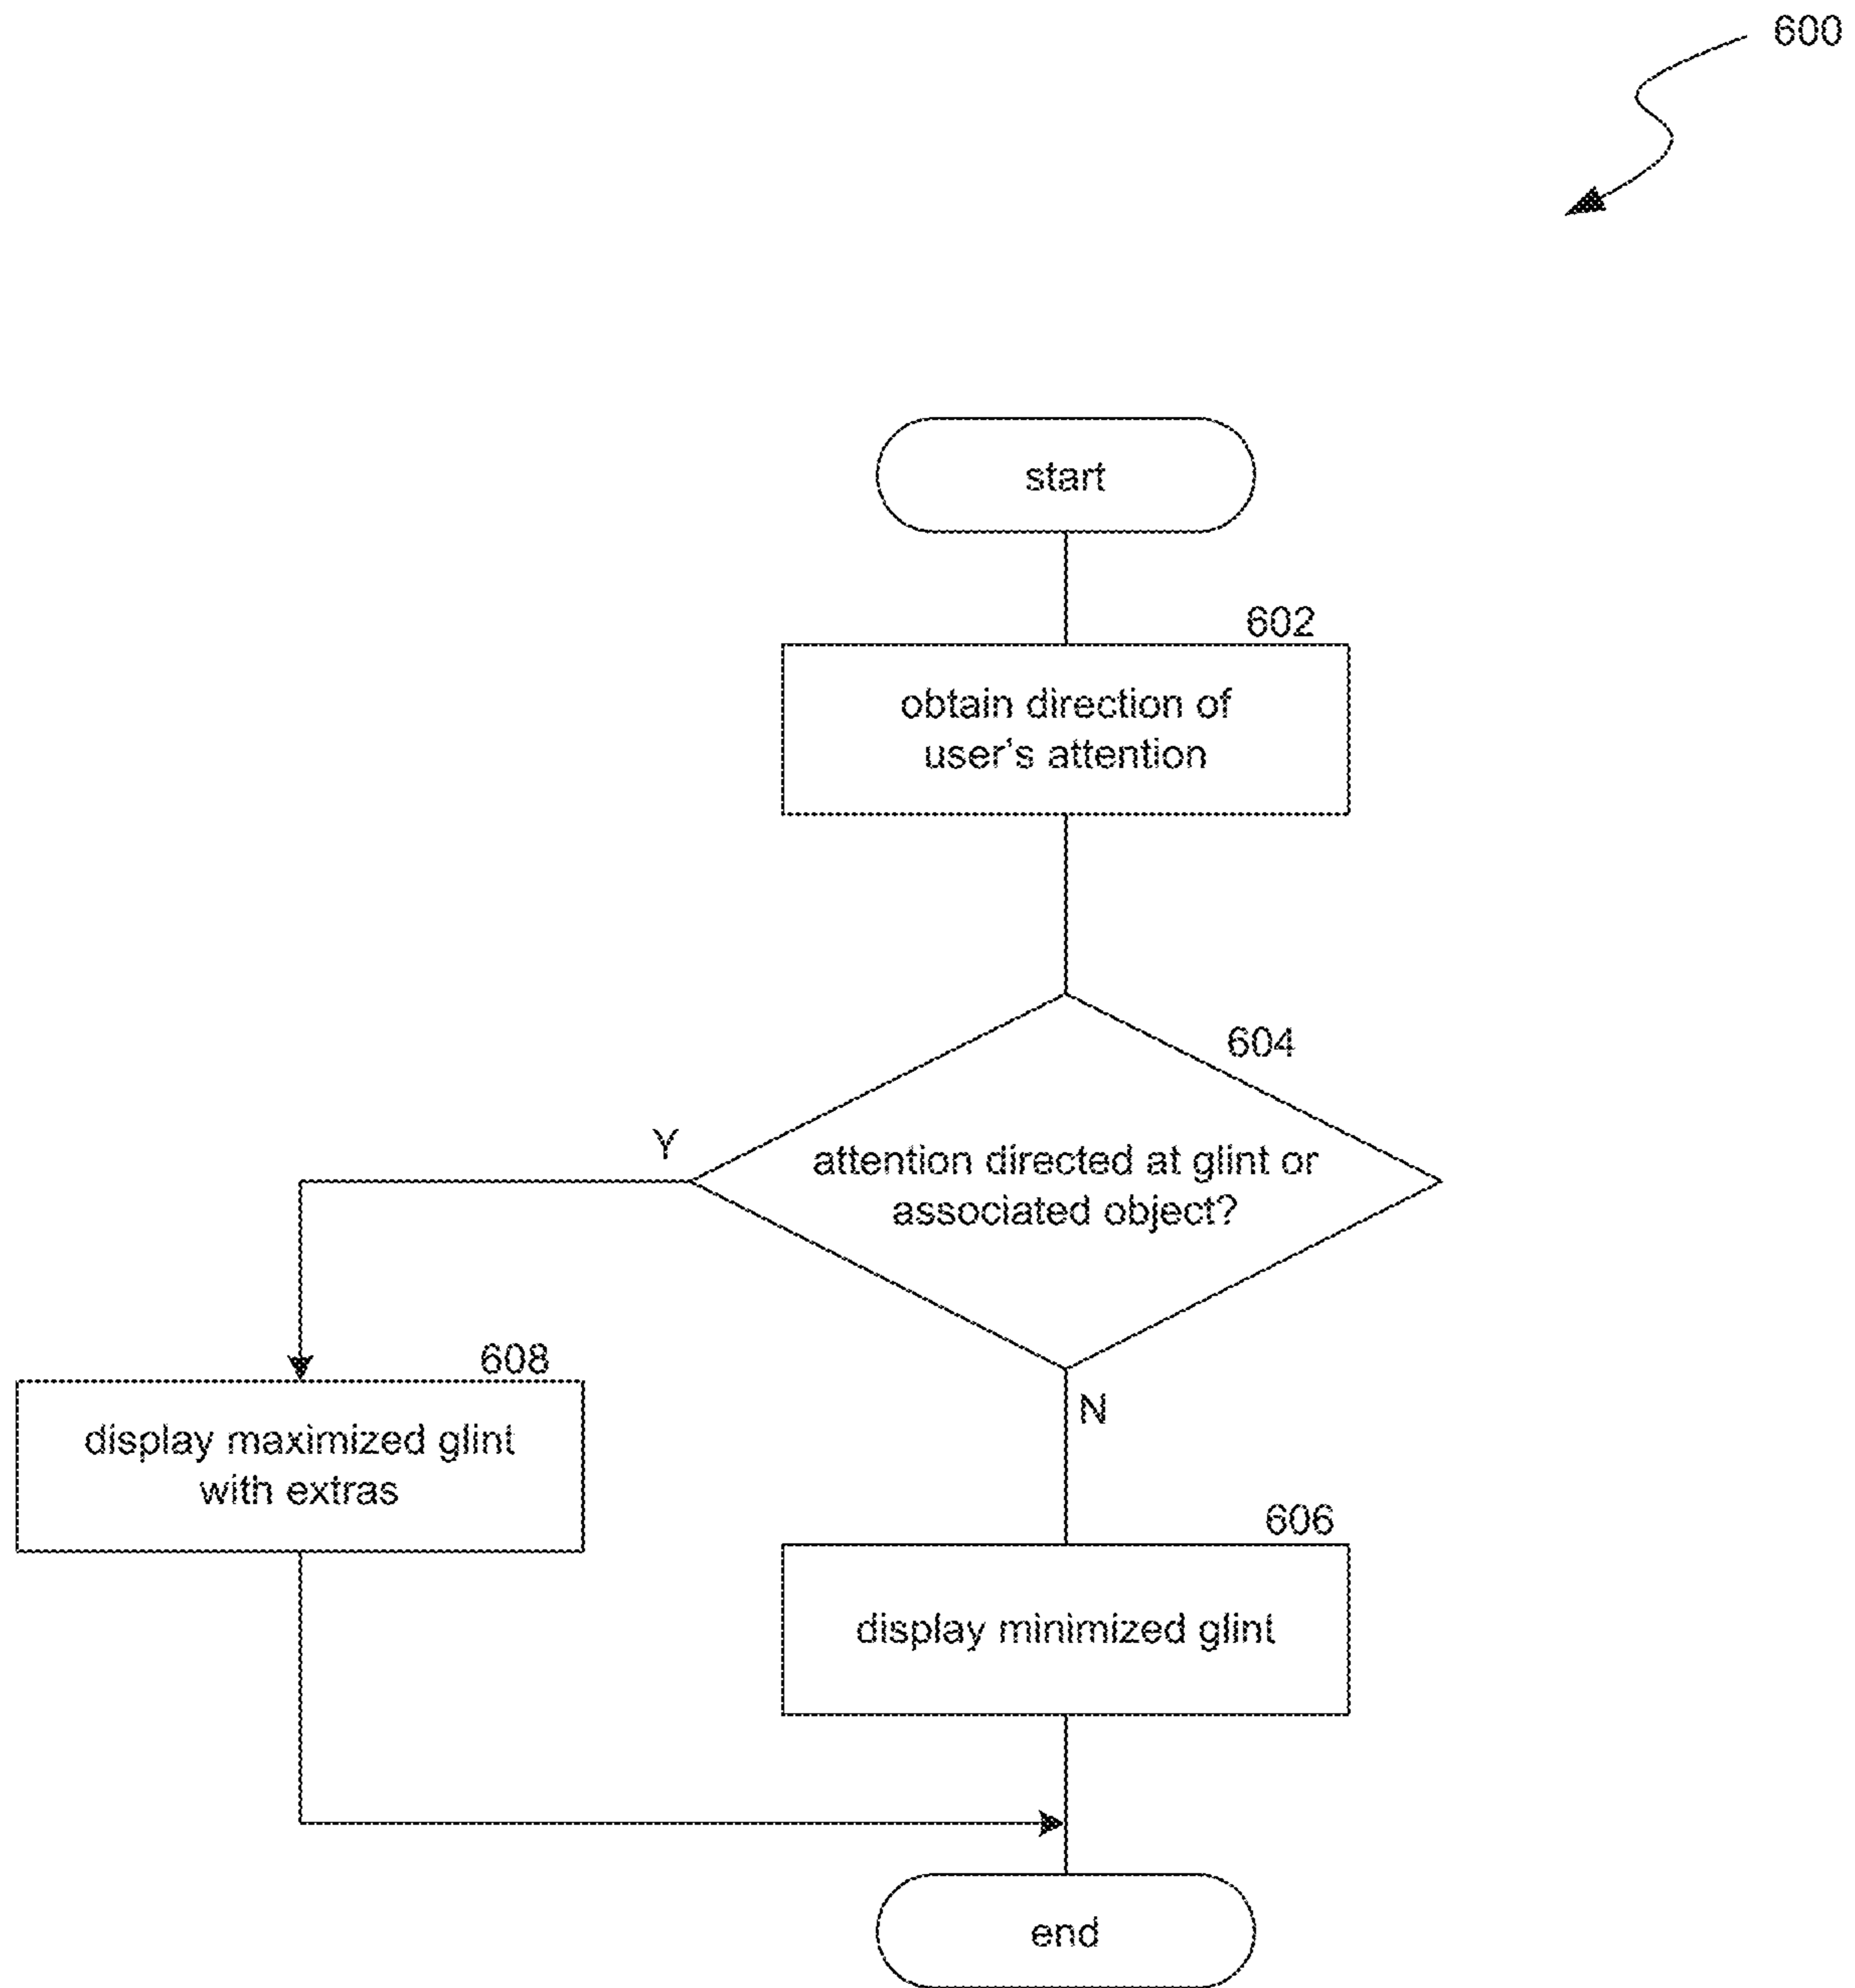 600
start
602
obtain direction of
user's attention
604
attention directed at glint or
associated object?
Y
N
608
display maximized glint
with extras
606
display minimized glint
end